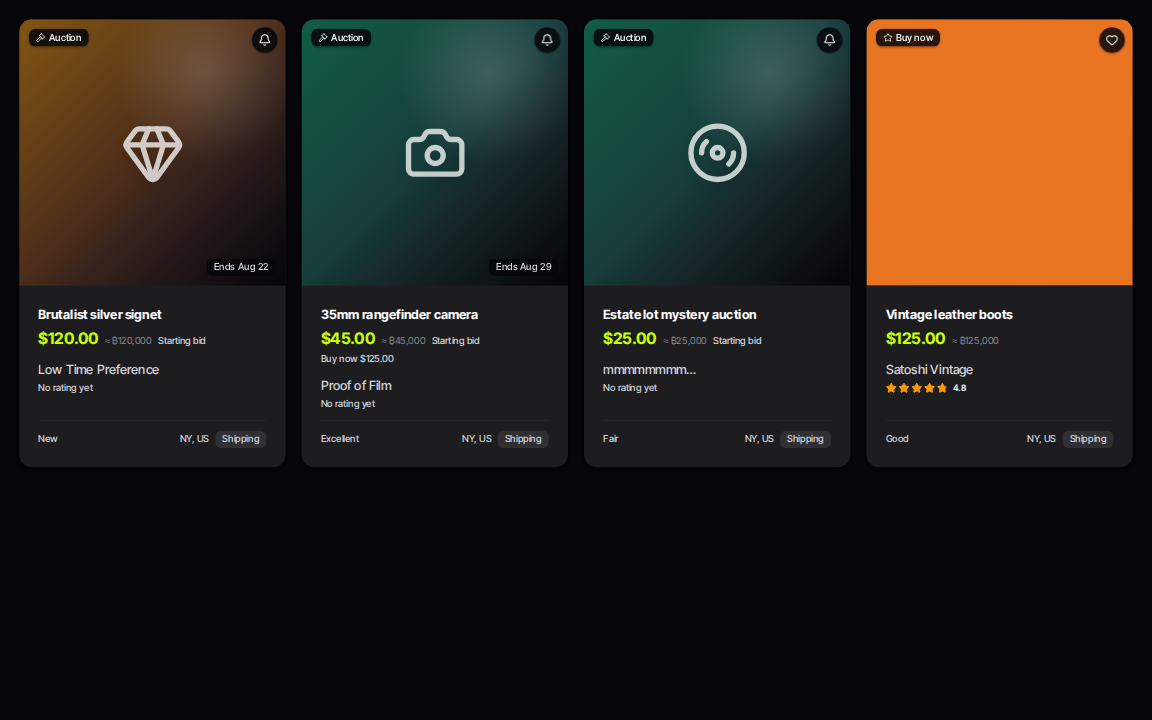 Auction
Ends Aug 22
Brutalist silver signet
$120.00 ≈ ₿120,000 Starting bid
Low Time Preference
No rating yet
New NY, US Shipping
Auction
Ends Aug 29
35mm rangefinder camera
$45.00 ≈ ₿45,000 Starting bid
Buy now $125.00
Proof of Film
No rating yet
Excellent NY, US Shipping
Auction
Estate lot mystery auction
$25.00 ≈ ₿25,000 Starting bid
mmmmmmmm...
No rating yet
Fair NY, US Shipping
Buy now
Vintage leather boots
$125.00 ≈ ₿125,000
Satoshi Vintage
4.8
Good NY, US Shipping